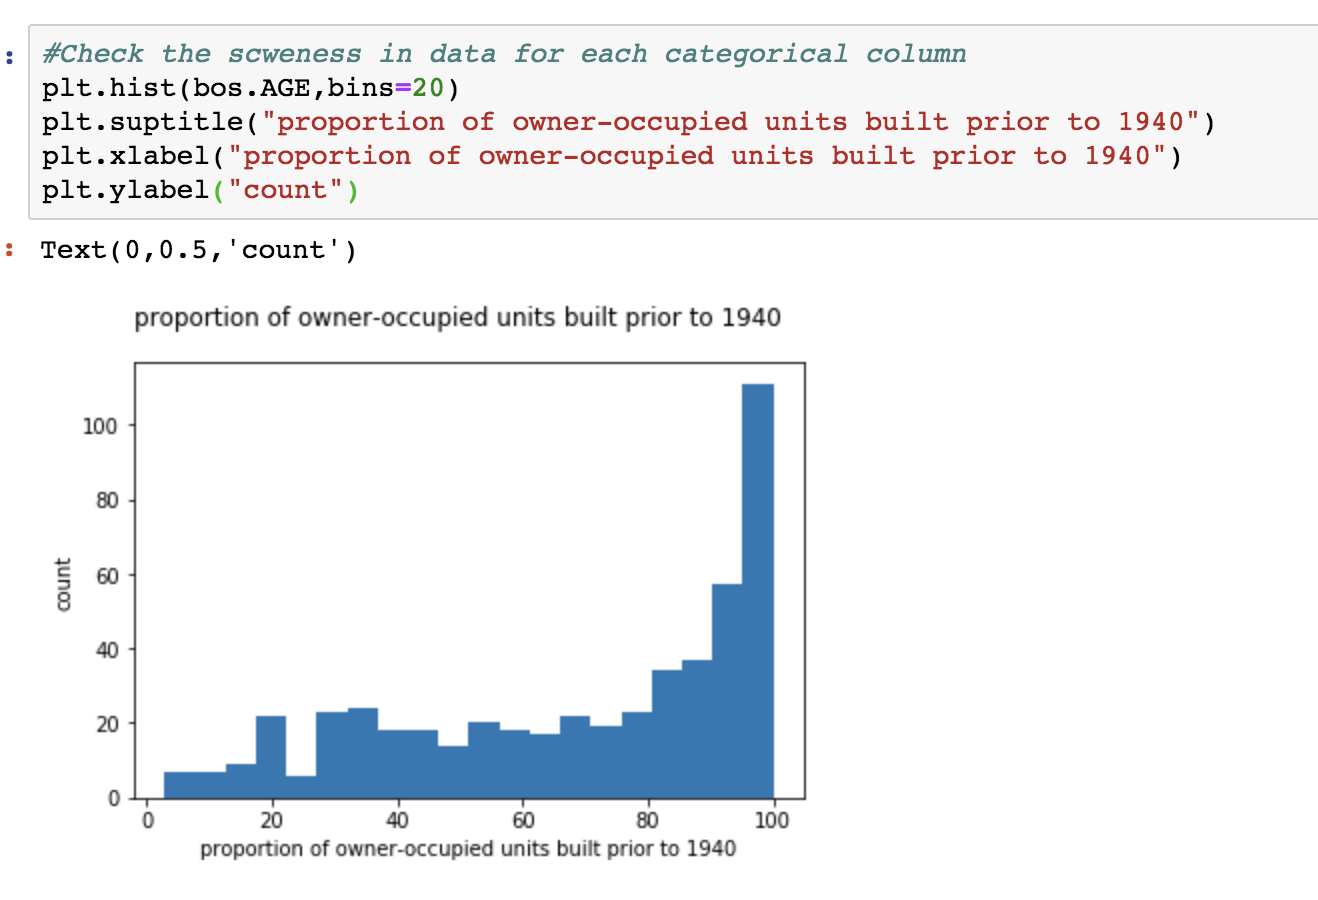 :
#Check the scweness in data for each categorical column
plt.hist(bos.AGE,bins=20)
plt.suptitle("proportion of owner-occupied units built prior to 1940")
plt.xlabel("proportion of owner-occupied units built prior to 1940")
plt.ylabel("count")
: Text(0,0.5,'count')
proportion of owner-occupied units built prior to 1940
100
80
60
40
20
0
count
0 20 40 60 80 100
proportion of owner-occupied units built prior to 1940